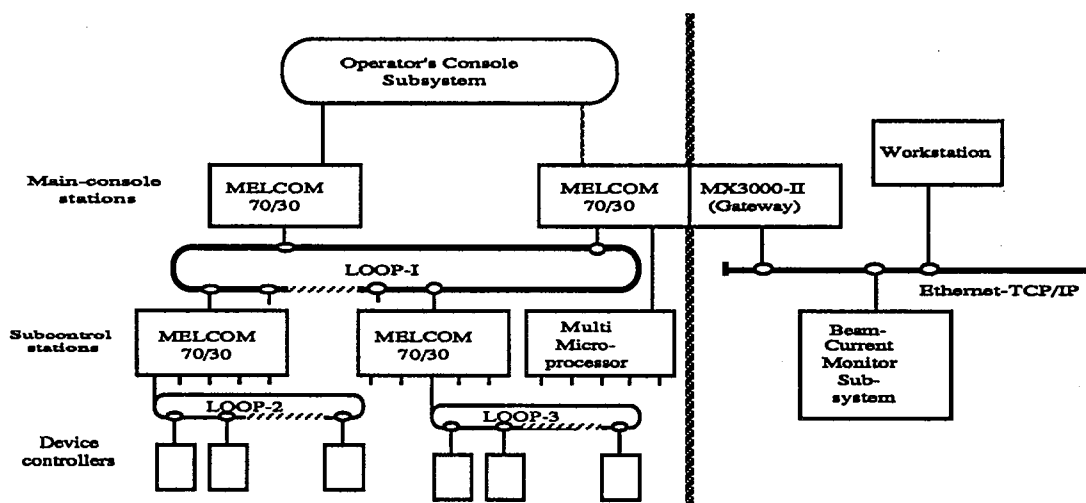 Operator's Console
Subsystem
Main-console
stations
MELCOM
70/30
MELCOM
70/30
MX3000-II
(Gateway)
Workstation
LOOP-1
Ethernet-TCP/IP
Subcontrol
stations
MELCOM
70/30
MELCOM
70/30
Multi
Micro-
processor
Beam-
Current
Monitor
Sub-
system
LOOP-2
LOOP-3
Device
controllers